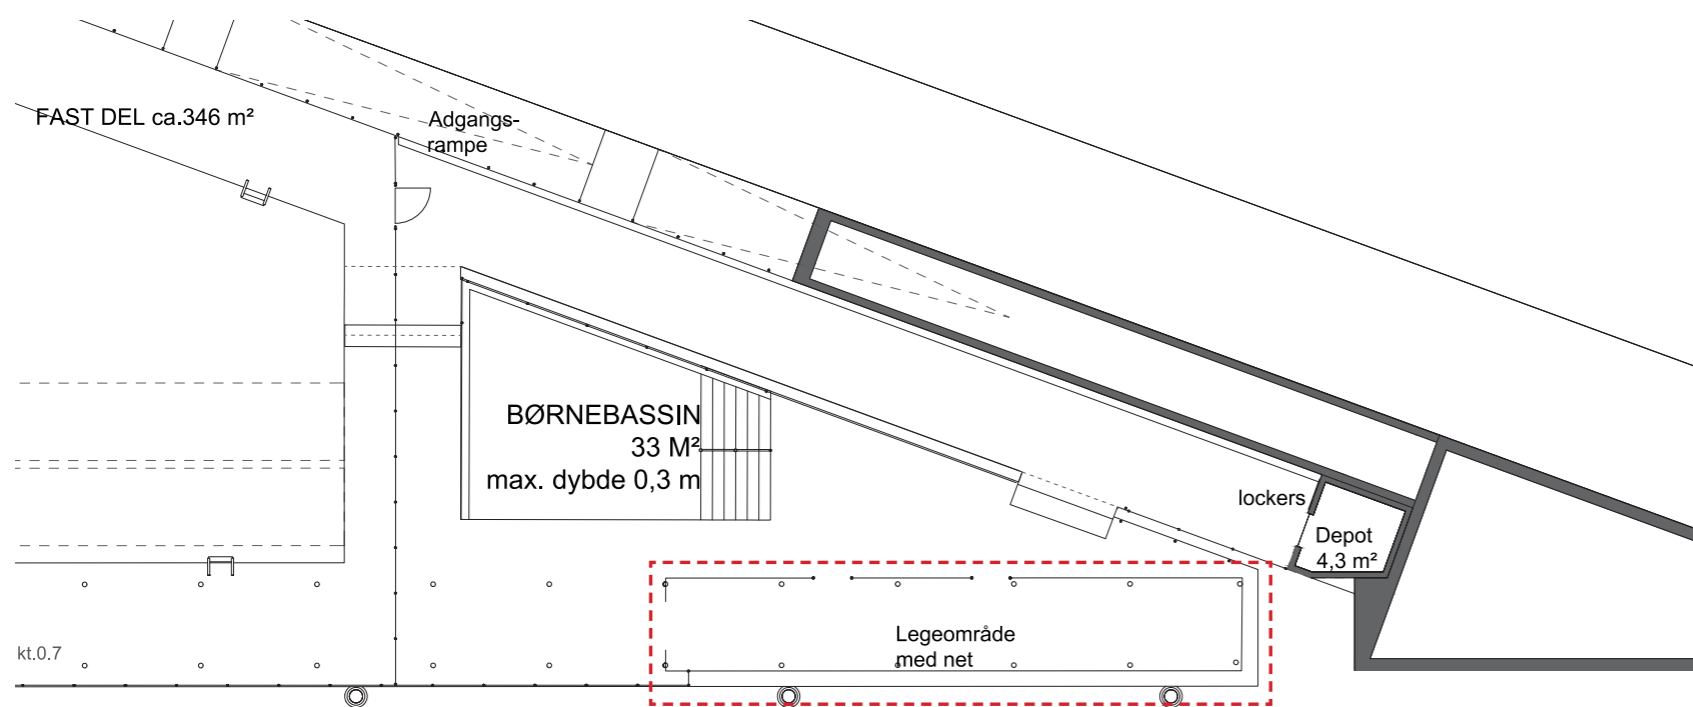 FAST DEL ca.346 m²
Adgangs-
rampe
BØRNEBASSIN
33 M²
max. dybde 0,3 m
lockers
Depot
4,3 m²
Legeområde
med net
kt.0.7